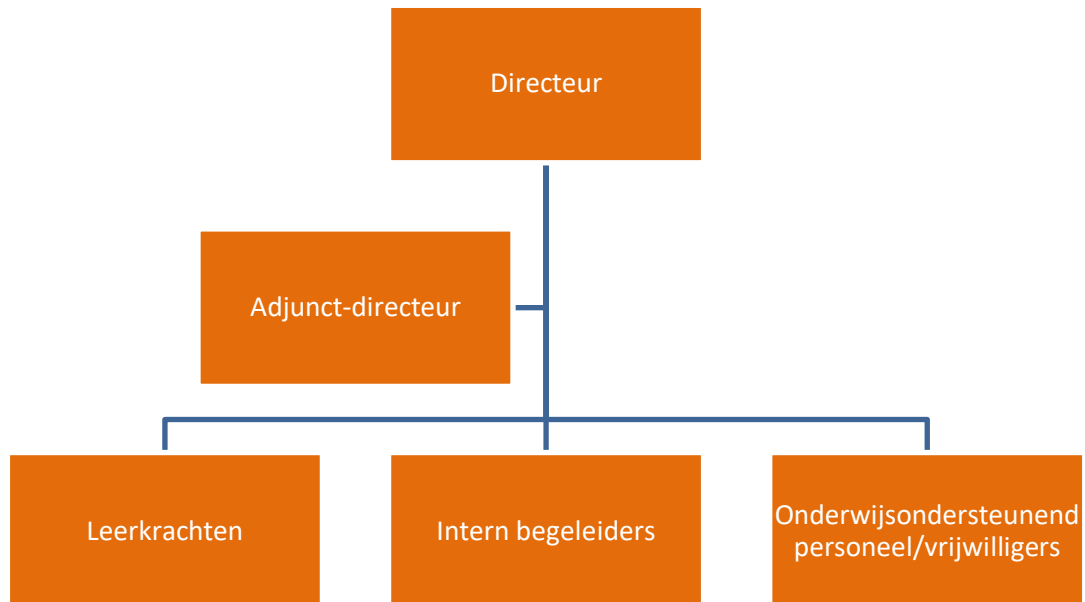 Directeur
Adjunct-directeur
Leerkrachten
Intern begeleiders
Onderwijsondersteunend
personeel/vrijwilligers